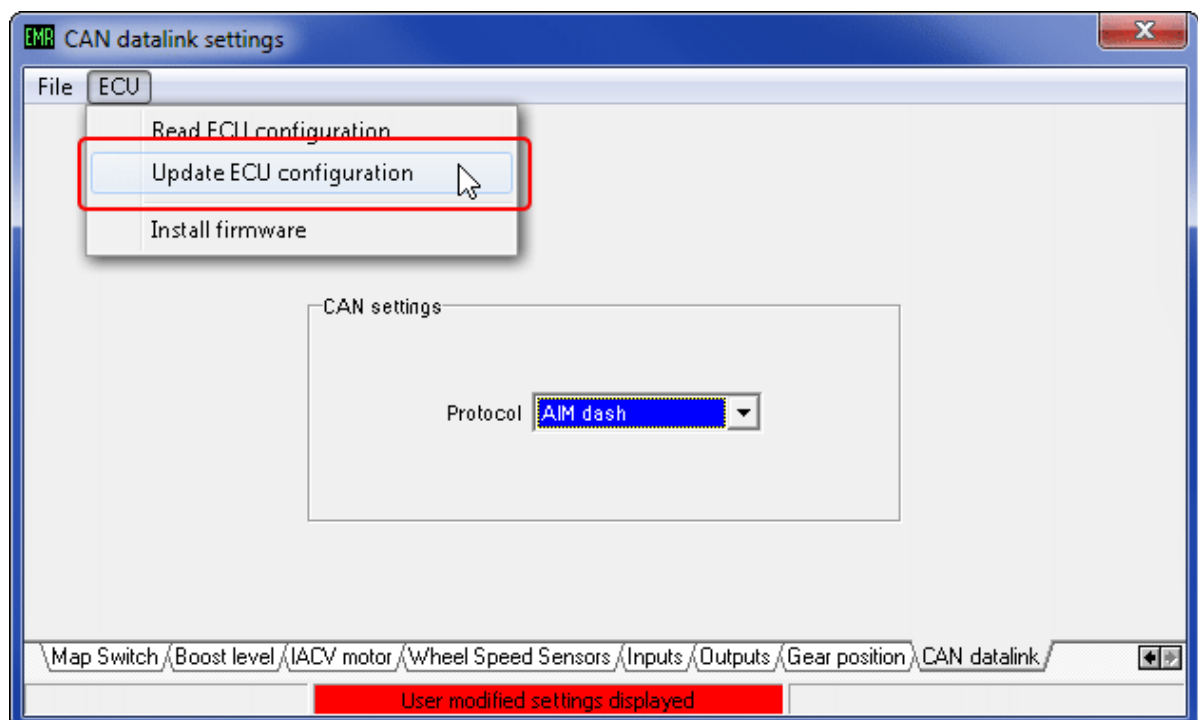 EMR CAN datalink settings
File ECU
Read ECU configuration
Update ECU configuration
Install firmware
CAN settings
Protocol AIM dash
Map Switch Boost level IACV motor Wheel Speed Sensors Inputs Outputs Gear position CAN datalink
User modified settings displayed